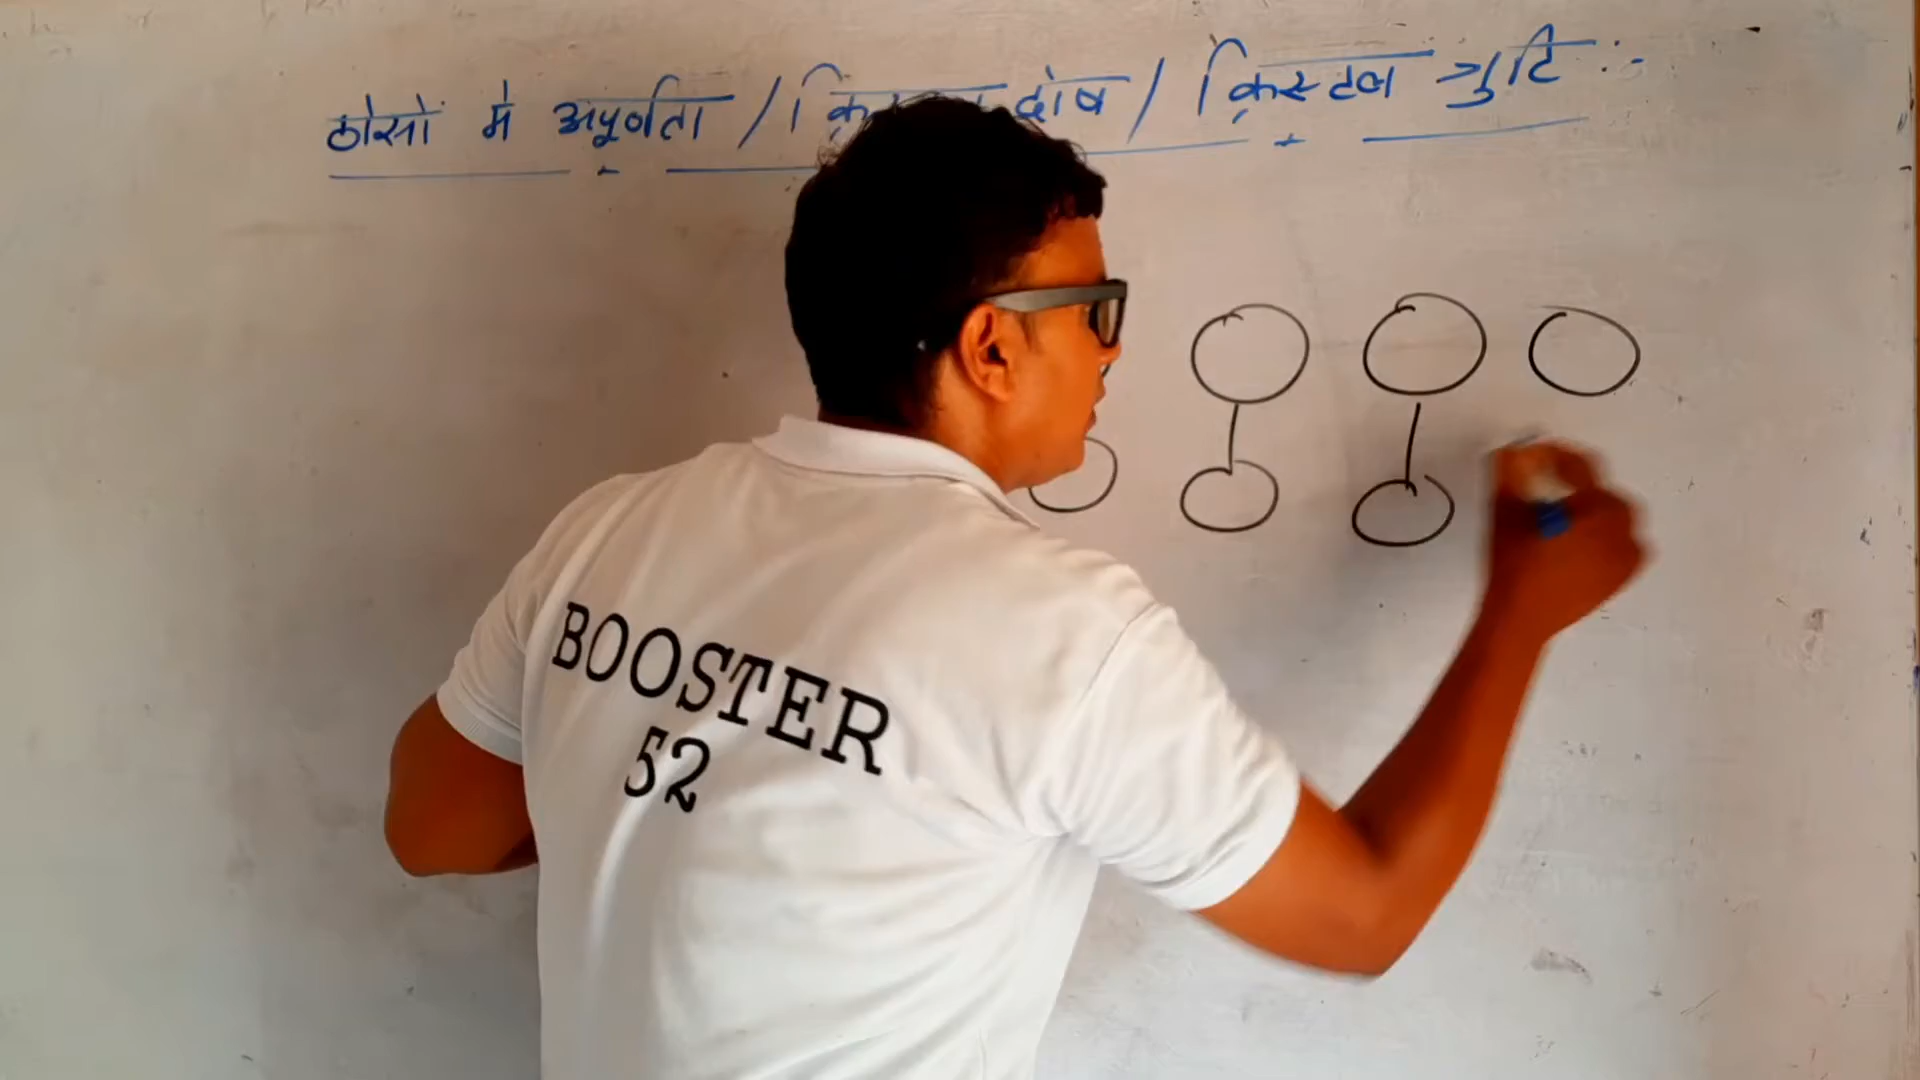 ठोसों में अपूर्णता / दोष / क्रिस्टल त्रुटि :-
BOOSTER
52